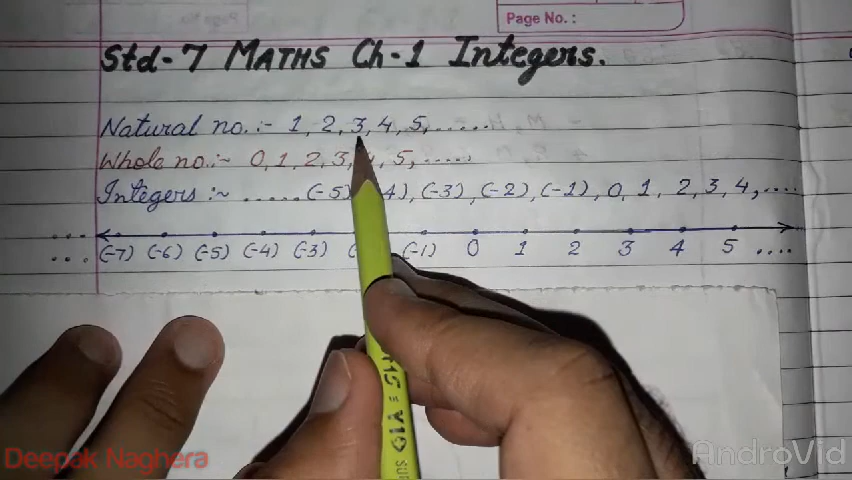 Page No. :
Std-7 MATHS Ch-1 Integers.
Natural no.:- 1, 2, 3, 4, 5, .....
Whole no.:- 0, 1, 2, 3, 4, 5, .....
Integers :- ..... (-5) 4), (-3), (-2), (-1), 0, 1, 2, 3, 4, ....
... (-7) (-6) (-5) (-4) (-3) (-1) 0 1 2 3 4 5 ....
Deepak Naghera
AndroVid